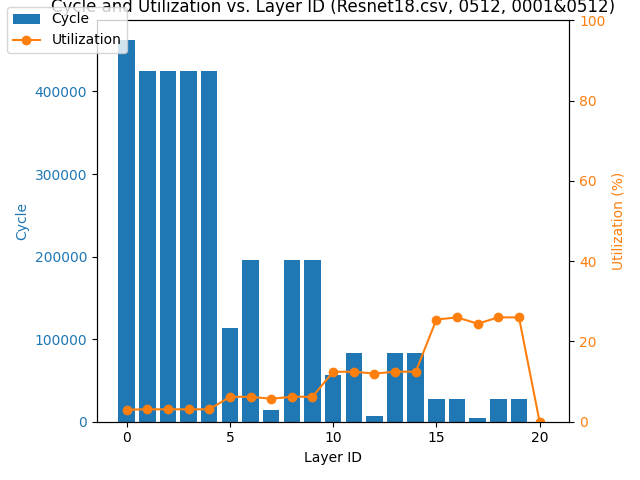 Cycle and Utilization vs. Layer ID (Resnet18.csv, 0512, 0001&0512)
Cycle
Utilization
Cycle
400000
300000
200000
100000
0
100
80
60
40
20
0
Utilization (%)
0 5 10 15 20
Layer ID